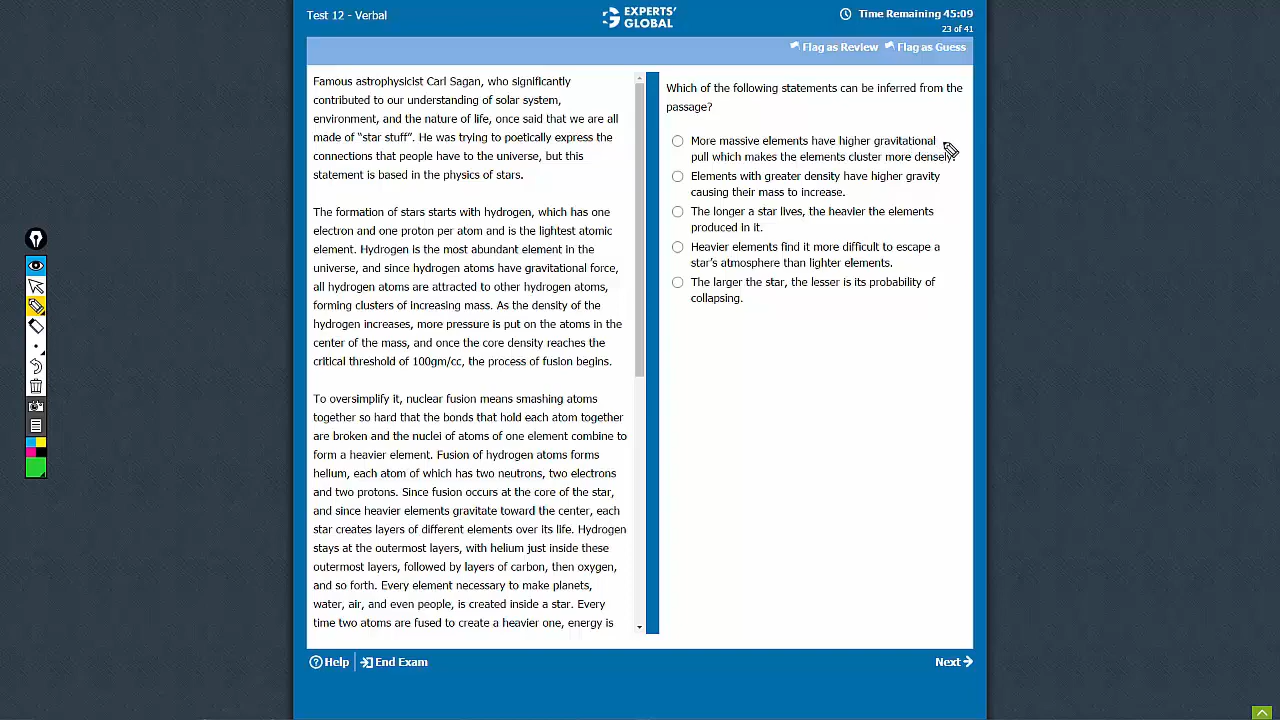 Test 12 - Verbal
EXPERTS'
GLOBAL
Time Remaining 45:09
23 of 41
Flag as Review
Flag as Guess
Famous astrophysicist Carl Sagan, who significantly
contributed to our understanding of solar system,
environment, and the nature of life, once said that we are all
made of “star stuff”. He was trying to poetically express the
connections that people have to the universe, but this
statement is based in the physics of stars.
The formation of stars starts with hydrogen, which has one
electron and one proton per atom and is the lightest atomic
element. Hydrogen is the most abundant element in the
universe, and since hydrogen atoms have gravitational force,
all hydrogen atoms are attracted to other hydrogen atoms,
forming clusters of increasing mass. As the density of the
hydrogen increases, more pressure is put on the atoms in the
center of the mass, and once the core density reaches the
critical threshold of 100gm/cc, the process of fusion begins.
To oversimplify it, nuclear fusion means smashing atoms
together so hard that the bonds that hold each atom together
are broken and the nuclei of atoms of one element combine to
form a heavier element. Fusion of hydrogen atoms forms
helium, each atom of which has two neutrons, two electrons
and two protons. Since fusion occurs at the core of the star,
and since heavier elements gravitate toward the center, each
star creates layers of different elements over its life. Hydrogen
stays at the outermost layers, with helium just inside these
outermost layers, followed by layers of carbon, then oxygen,
and so forth. Every element necessary to make planets,
water, air, and even people, is created inside a star. Every
time two atoms are fused to create a heavier one, energy is
Which of the following statements can be inferred from the
passage?
More massive elements have higher gravitational
pull which makes the elements cluster more densely.
Elements with greater density have higher gravity
causing their mass to increase.
The longer a star lives, the heavier the elements
produced in it.
Heavier elements find it more difficult to escape a
star’s atmosphere than lighter elements.
The larger the star, the lesser is its probability of
collapsing.
Help
End Exam
Next